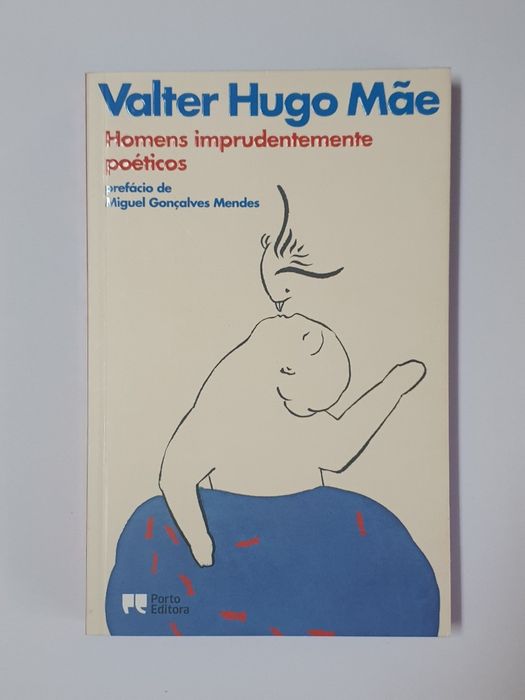 Valter Hugo Mãe
Homens imprudentemente
poéticos
prefácio de
Miguel Gonçalves Mendes
Porto
Editora